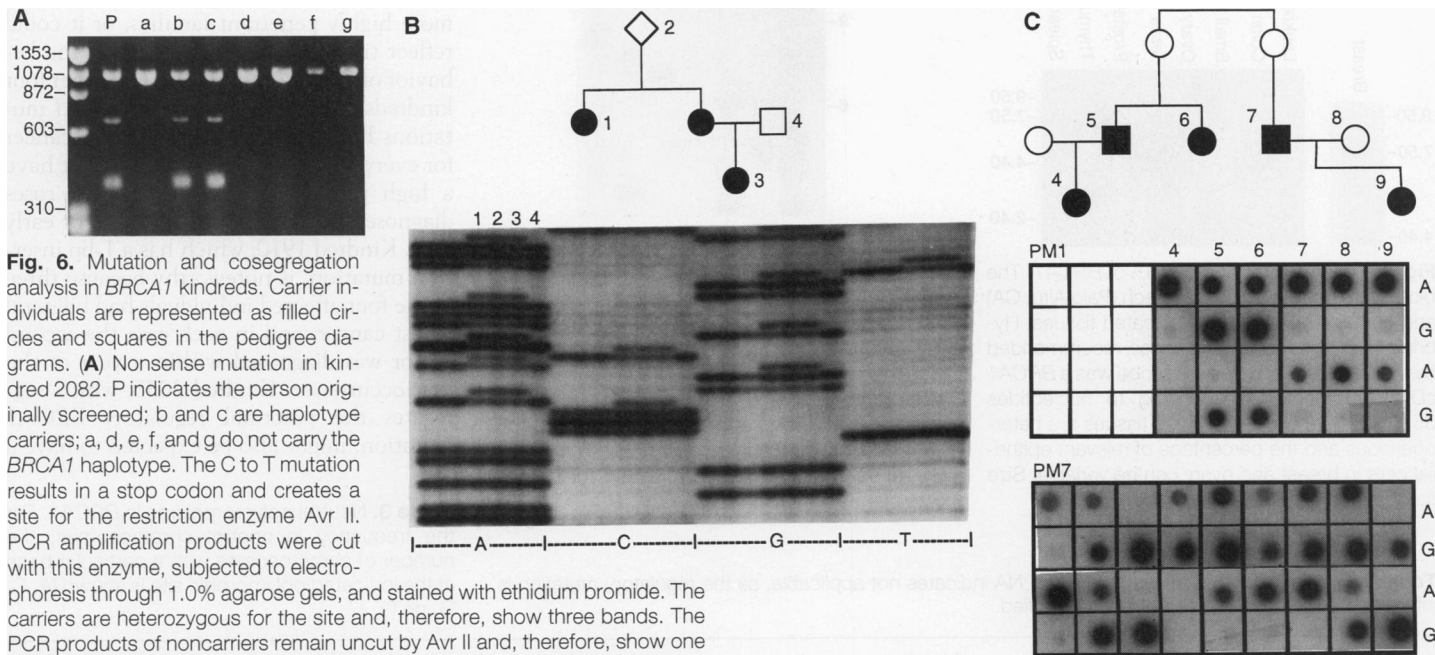 A
P a b c d e f g
1353–
1078–
872–
603–
310–
B
2
1
4
3
1 2 3 4
A C G T
C
5 6 7 8
4 9
PM1 4 5 6 7 8 9
A
G
A
G
PM7
A
G
A
G
Fig. 6. Mutation and cosegregation
analysis in BRCA1 kindreds. Carrier in-
dividuals are represented as filled cir-
cles and squares in the pedigree dia-
grams. (A) Nonsense mutation in kin-
dred 2082. P indicates the person orig-
inally screened; b and c are haplotype
carriers; a, d, e, f, and g do not carry the
BRCA1 haplotype. The C to T mutation
results in a stop codon and creates a
site for the restriction enzyme Avr II.
PCR amplification products were cut
with this enzyme, subjected to electro-
phoresis through 1.0% agarose gels, and stained with ethidium bromide. The
carriers are heterozygous for the site and, therefore, show three bands. The
PCR products of noncarriers remain uncut by Avr II and, therefore, show one